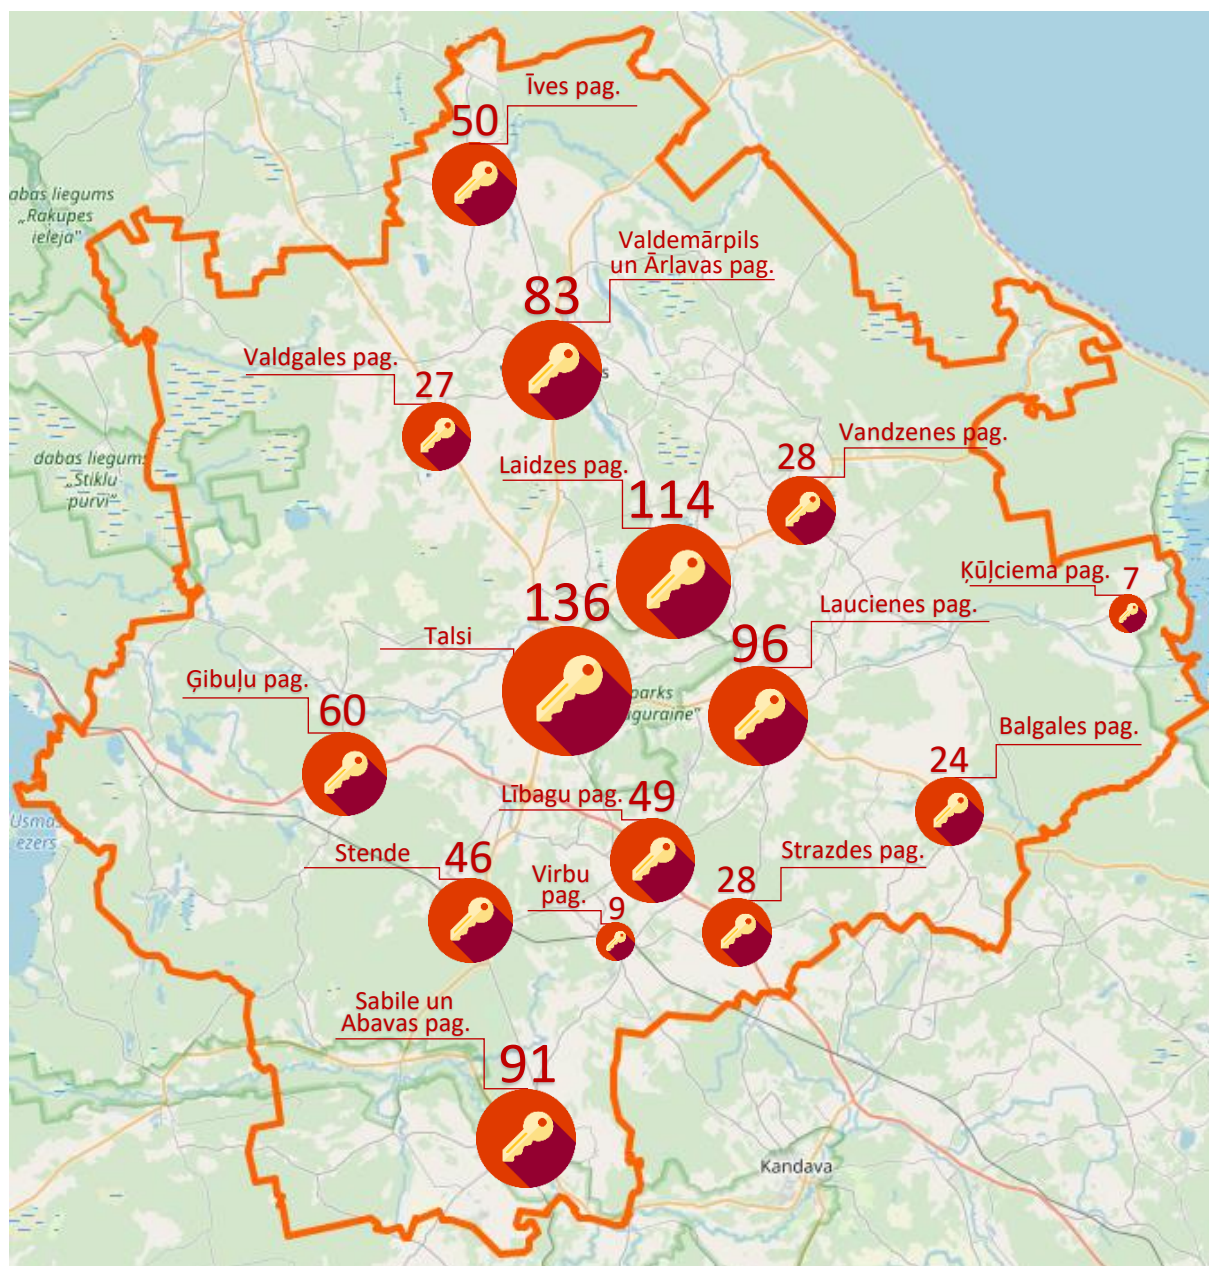 Īves pag.
50
abas liegums
„Rakupes
ieleja"
Valdemārpils
un Ārlavas pag.
83
Valdgales pag.
27
s
Vandzenes pag.
28
dabas liegums
„Stiklu
purvi"
Laidzes pag.
114
Ķūļciema pag.
7
136
Laucienes pag.
96
Talsi
Ģibuļu pag.
60
parks
uguraine"
Balgales pag.
24
Lībagu pag.
49
Usmas
ezers
Stende
46
Strazdes pag.
28
Virbu
pag.
9
Sabile un
Abavas pag.
91
Kandava